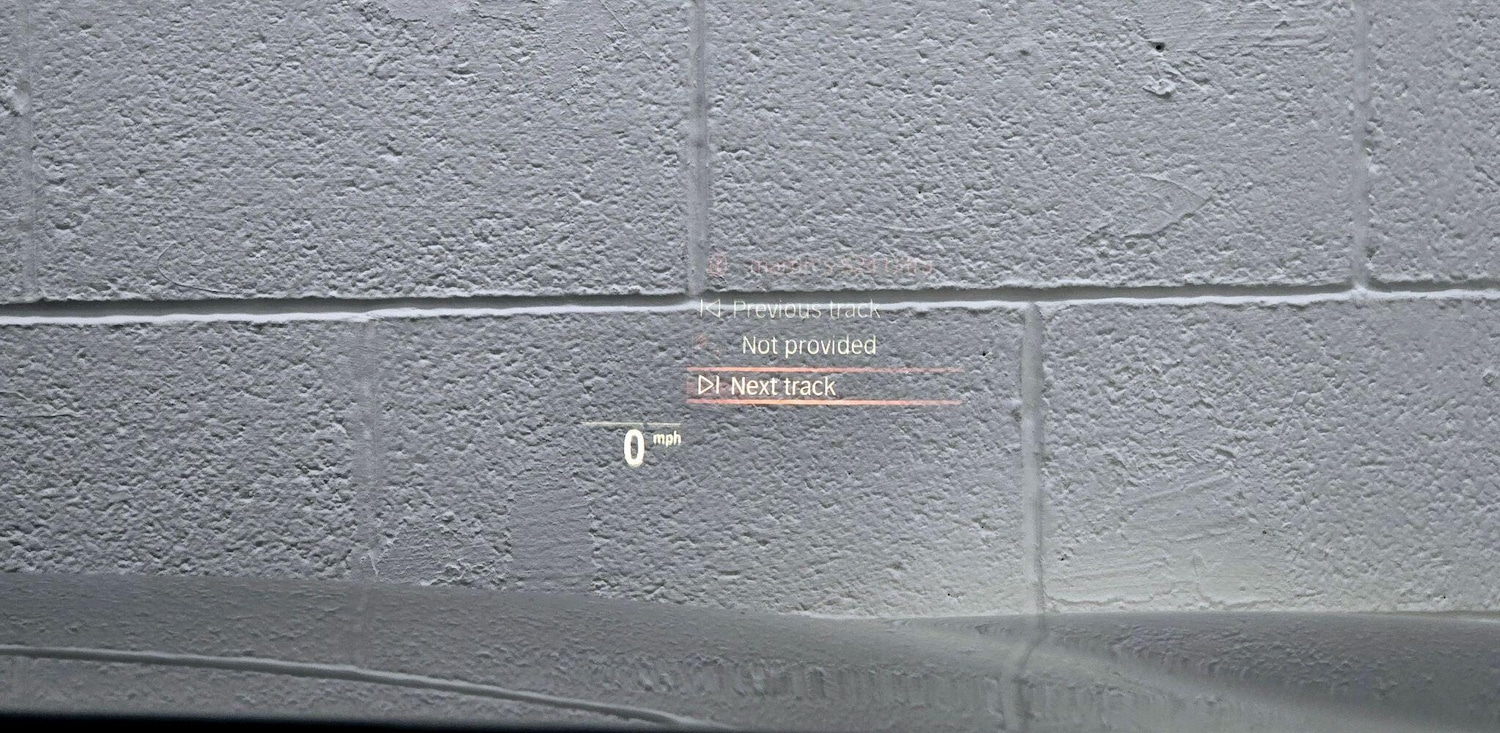 Previous track
Not provided
Next track
0 mph